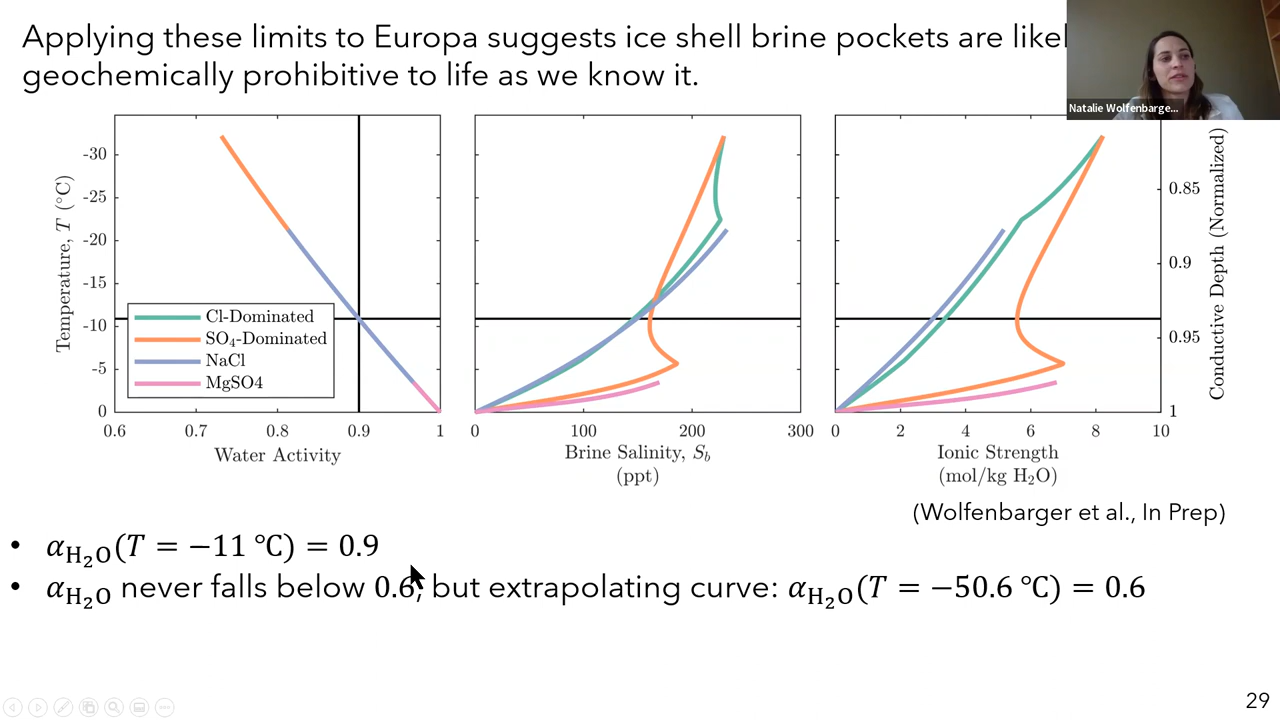 Applying these limits to Europa suggests ice shell brine pockets are likel
geochemically prohibitive to life as we know it.
Natalie Wolfenbarge...
Temperature, T (°C)
-30
-25
-20
-15
-10
-5
0
Cl-Dominated
SO₄-Dominated
NaCl
MgSO4
0.6 0.7 0.8 0.9 1
Water Activity
0 100 200 300
Brine Salinity, S_b
(ppt)
0 2 4 6 8 10
Ionic Strength
(mol/kg H₂O)
0.85
0.9
0.95
1
Conductive Depth (Normalized)
(Wolfenbarger et al., In Prep)
• α_H₂O(T = −11 °C) = 0.9
• α_H₂O never falls below 0.6, but extrapolating curve: α_H₂O(T = −50.6 °C) = 0.6
29